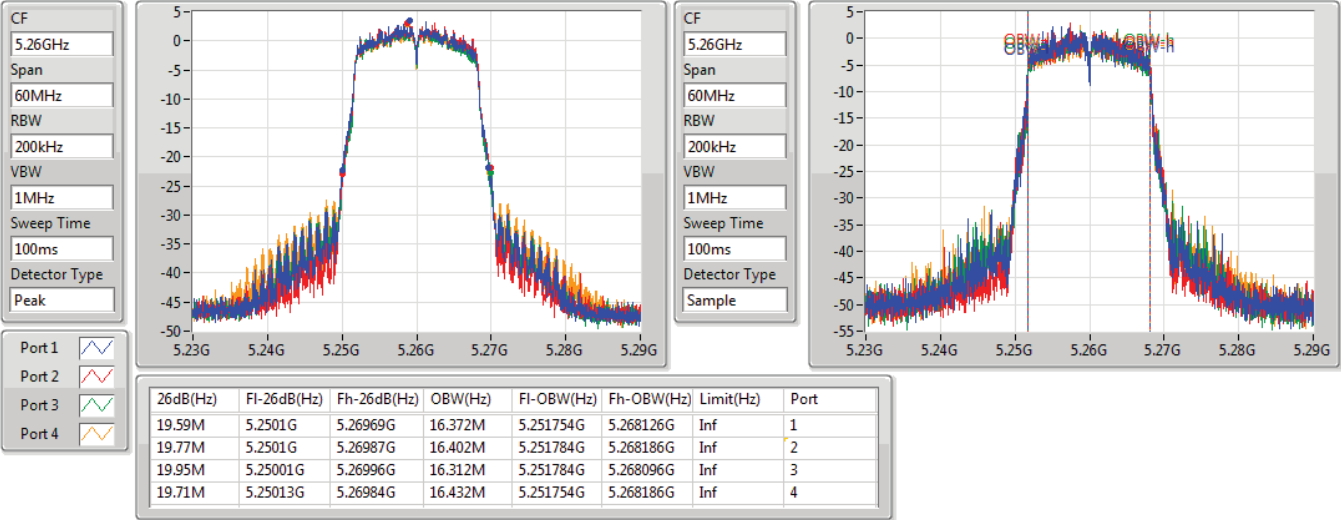 CF
5.26GHz
Span
60MHz
RBW
200kHz
VBW
1MHz
Sweep Time
100ms
Detector Type
Peak
5
0
-5
-10
-15
-20
-25
-30
-35
-40
-45
-50
5.23G 5.24G 5.25G 5.26G 5.27G 5.28G 5.29G
CF
5.26GHz
Span
60MHz
RBW
200kHz
VBW
1MHz
Sweep Time
100ms
Detector Type
Sample
5
0
-5
-10
-15
-20
-25
-30
-35
-40
-45
-50
-55
OBW-h
5.23G 5.24G 5.25G 5.26G 5.27G 5.28G 5.29G
Port 1
Port 2
Port 3
Port 4
26dB(Hz) Fl-26dB(Hz) Fh-26dB(Hz) OBW(Hz) Fl-OBW(Hz) Fh-OBW(Hz) Limit(Hz) Port
19.59M 5.2501G 5.26969G 16.372M 5.251754G 5.268126G Inf 1
19.77M 5.2501G 5.26987G 16.402M 5.251784G 5.268186G Inf 2
19.95M 5.25001G 5.26996G 16.312M 5.251784G 5.268096G Inf 3
19.71M 5.25013G 5.26984G 16.432M 5.251754G 5.268186G Inf 4